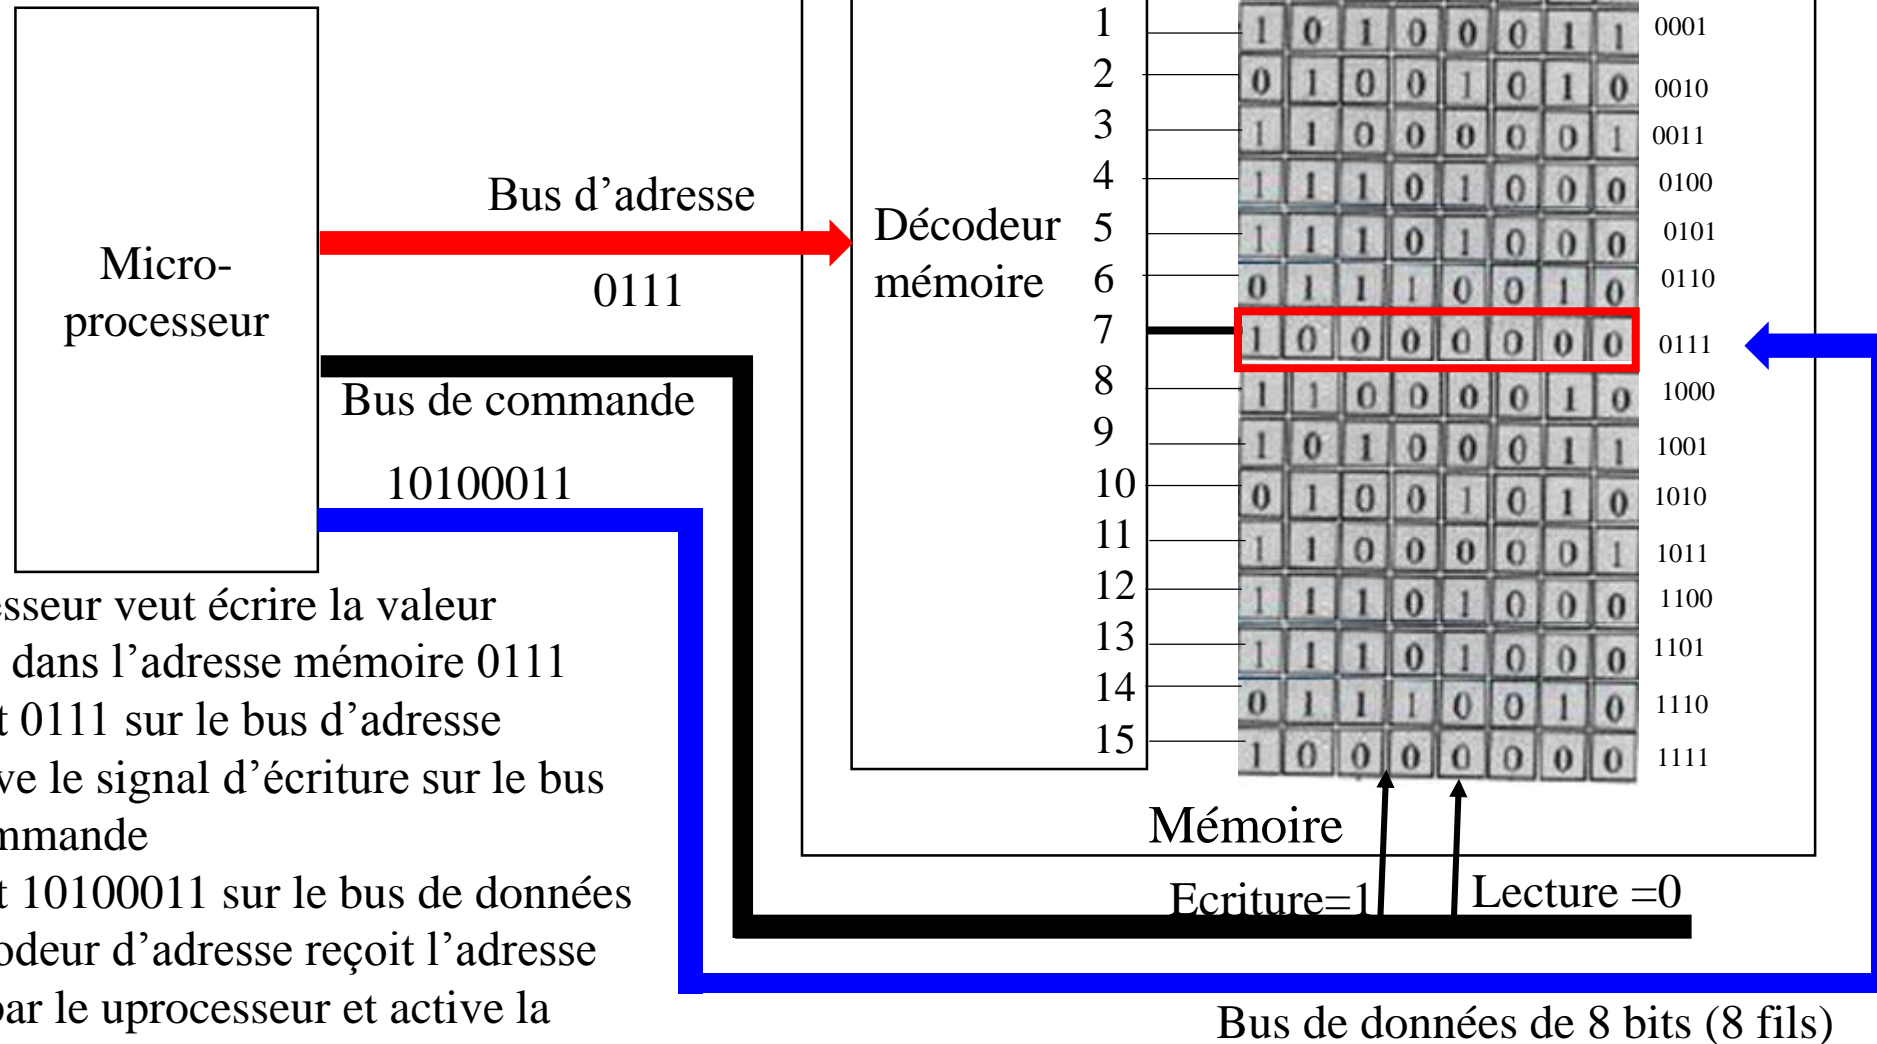 Micro-
processeur
Bus d’adresse
0111
Bus de commande
10100011
Décodeur
mémoire
1 1 0 1 0 0 0 1 1 0001
2 0 1 0 0 1 0 1 0 0010
3 1 1 0 0 0 0 0 1 0011
4 1 1 1 0 1 0 0 0 0100
5 1 1 1 0 1 0 0 0 0101
6 0 1 1 1 0 0 1 0 0110
7 1 0 0 0 0 0 0 0 0111
8 1 1 0 0 0 0 1 0 1000
9 1 0 1 0 0 0 1 1 1001
10 0 1 0 0 1 0 1 0 1010
11 1 1 0 0 0 0 0 1 1011
12 1 1 1 0 1 0 0 0 1100
13 1 1 1 0 1 0 0 0 1101
14 0 1 1 1 0 0 1 0 1110
15 1 0 0 0 0 0 0 0 1111
Mémoire
Ecriture=1
Lecture =0
Bus de données de 8 bits (8 fils)
esseur veut écrire la valeur
dans l’adresse mémoire 0111
t 0111 sur le bus d’adresse
ve le signal d’écriture sur le bus
mmande
t 10100011 sur le bus de données
odeur d’adresse reçoit l’adresse
par le uprocesseur et active la